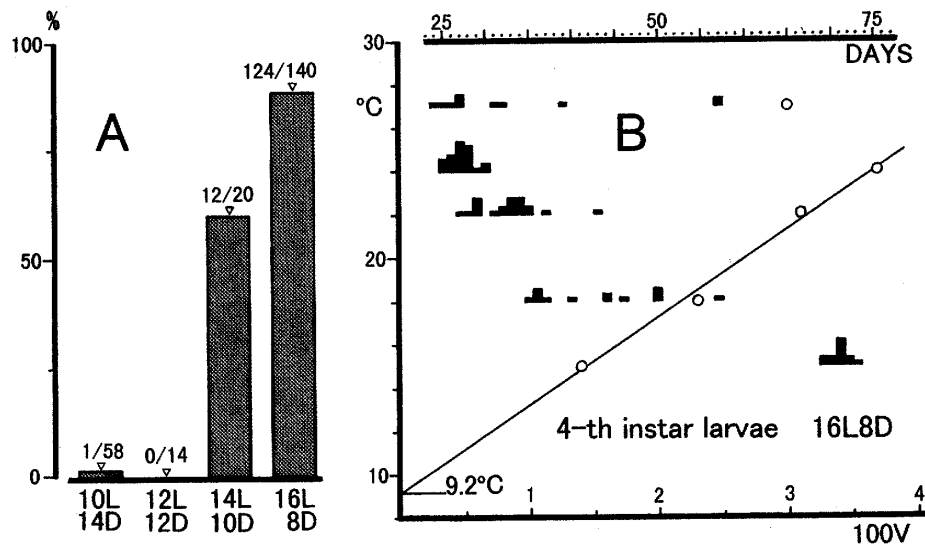 %
100
124/140
A
12/20
50
1/58
0/14
0
10L 12L 14L 16L
14D 12D 10D 8D
25 50 75
DAYS
30
°C
B
20
4-th instar larvae 16L8D
10
9.2°C
1 2 3 4
100V